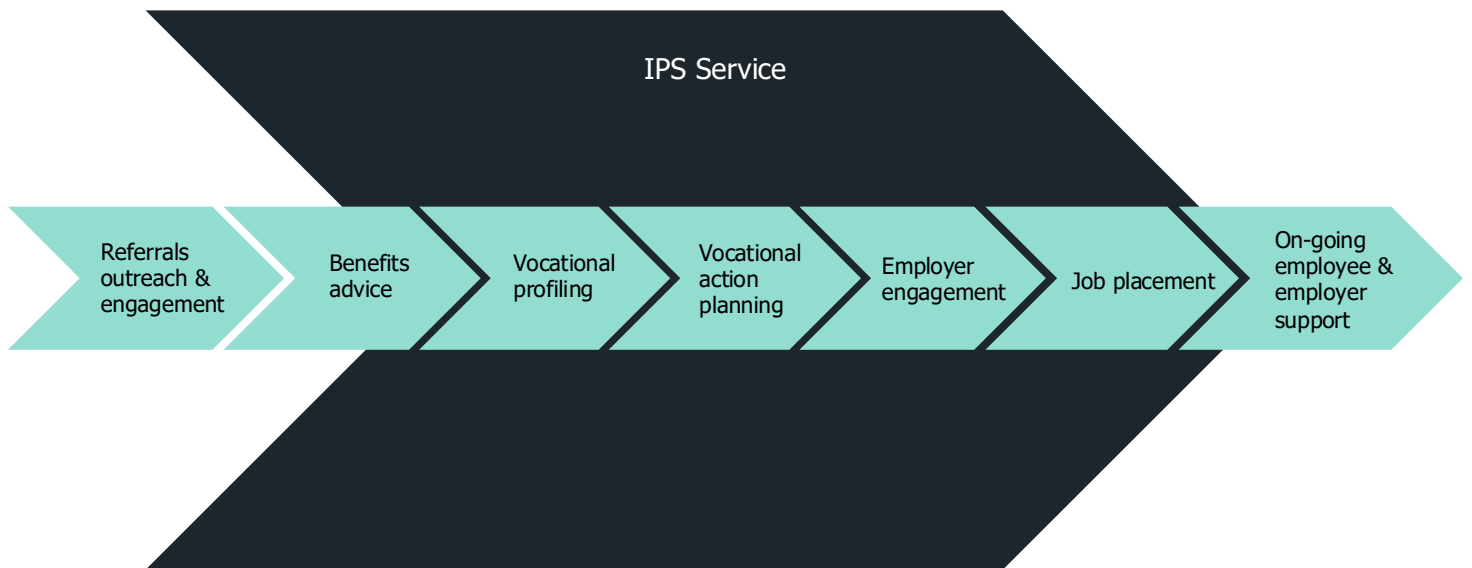 IPS Service
Referrals
outreach &
engagement
Benefits
advice
Vocational
profiling
Vocational
action
planning
Employer
engagement
Job placement
On-going
employee &
employer
support